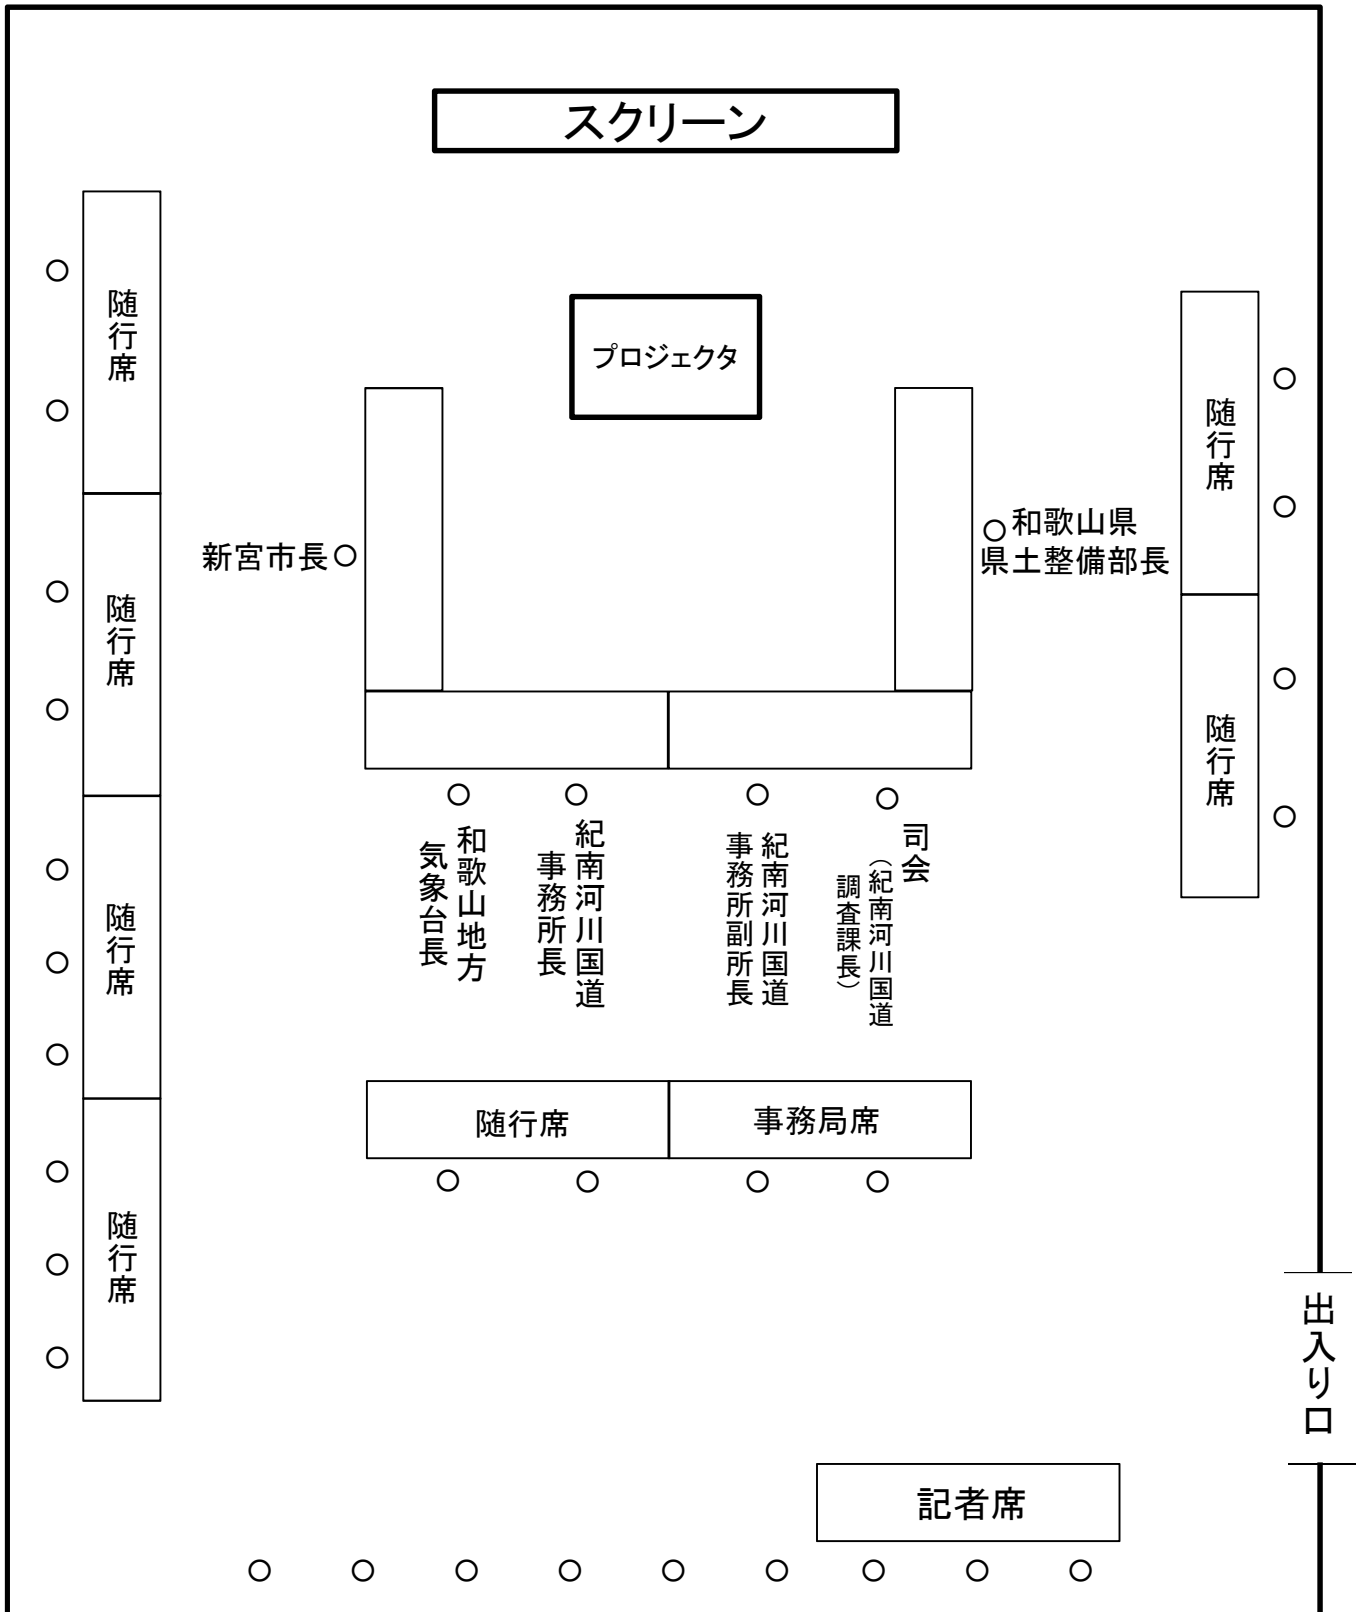 スクリーン
プロジェクタ
随行席
随行席
随行席
随行席
新宮市長
和歌山県
県土整備部長
随行席
随行席
和歌山地方
気象台長
紀南河川国道
事務所長
紀南河川国道
事務所副所長
司会
（紀南河川国道
調査課長）
随行席
事務局席
出入り口
記者席